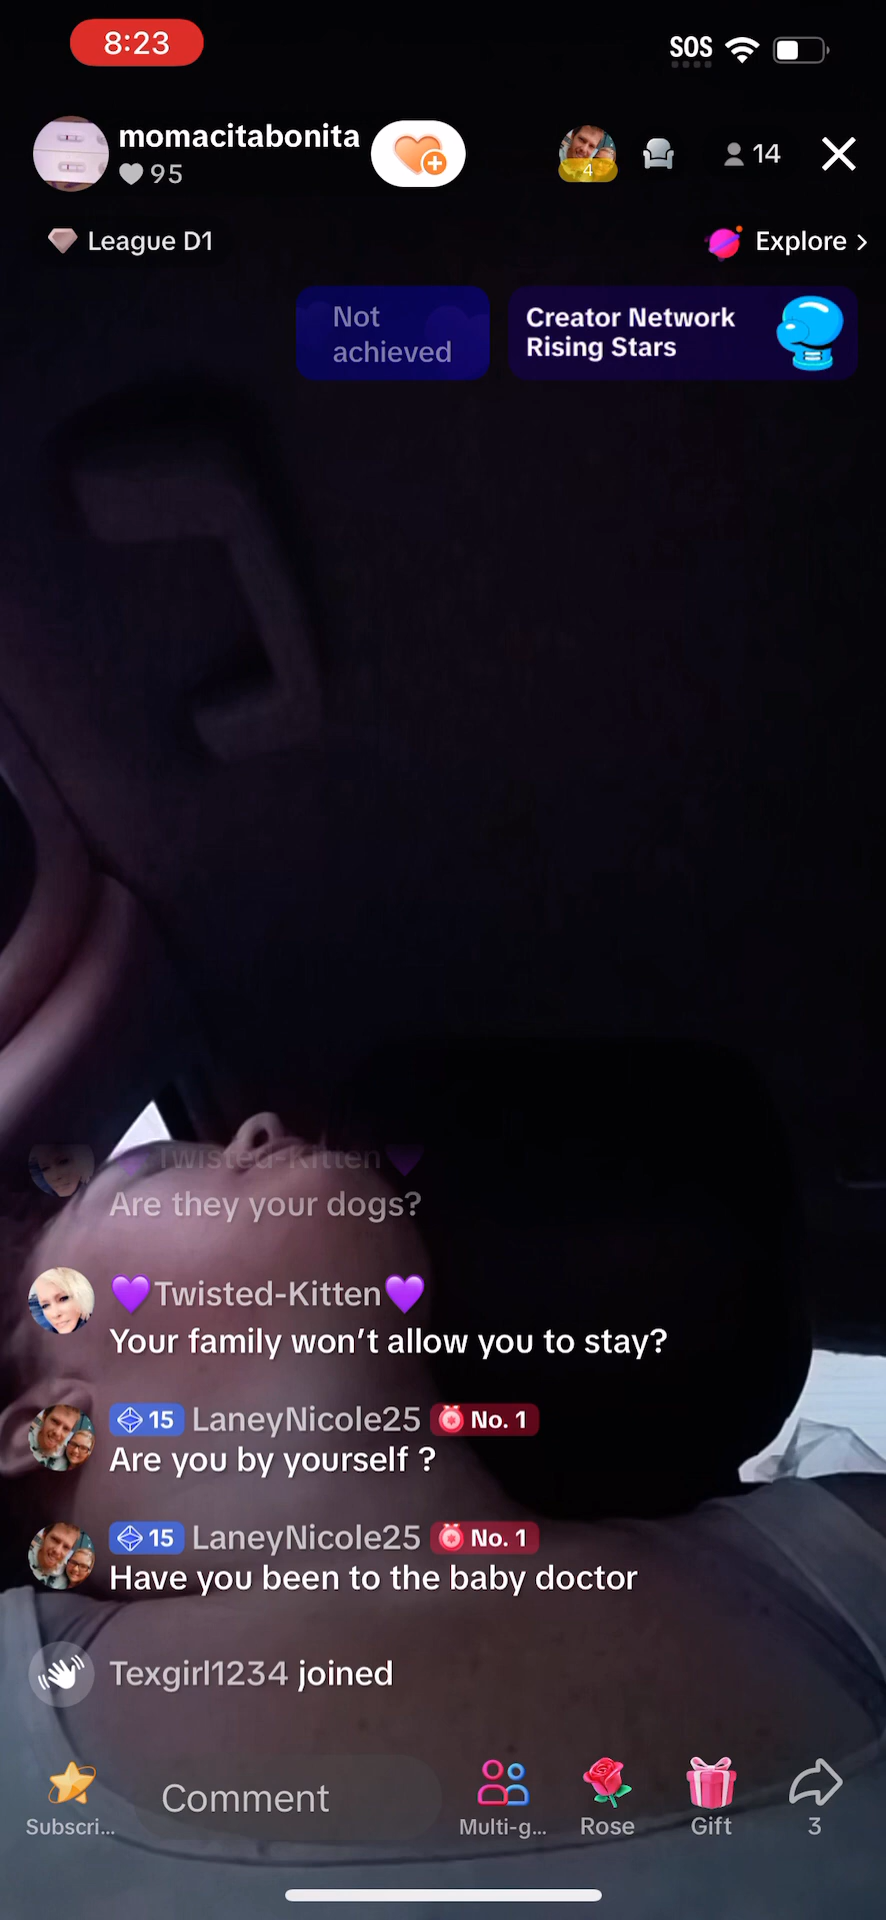 8:23
SOS
momacitabonita
95
4
14
League D1
Explore >
Not
achieved
Creator Network
Rising Stars
Twisted-Kitten
Are they your dogs?
💜Twisted-Kitten💜
Your family won't allow you to stay?
15 LaneyNicole25 No. 1
Are you by yourself ?
15 LaneyNicole25 No. 1
Have you been to the baby doctor
Texgirl1234 joined
Subscri...
Comment
Multi-g...
Rose
Gift
3